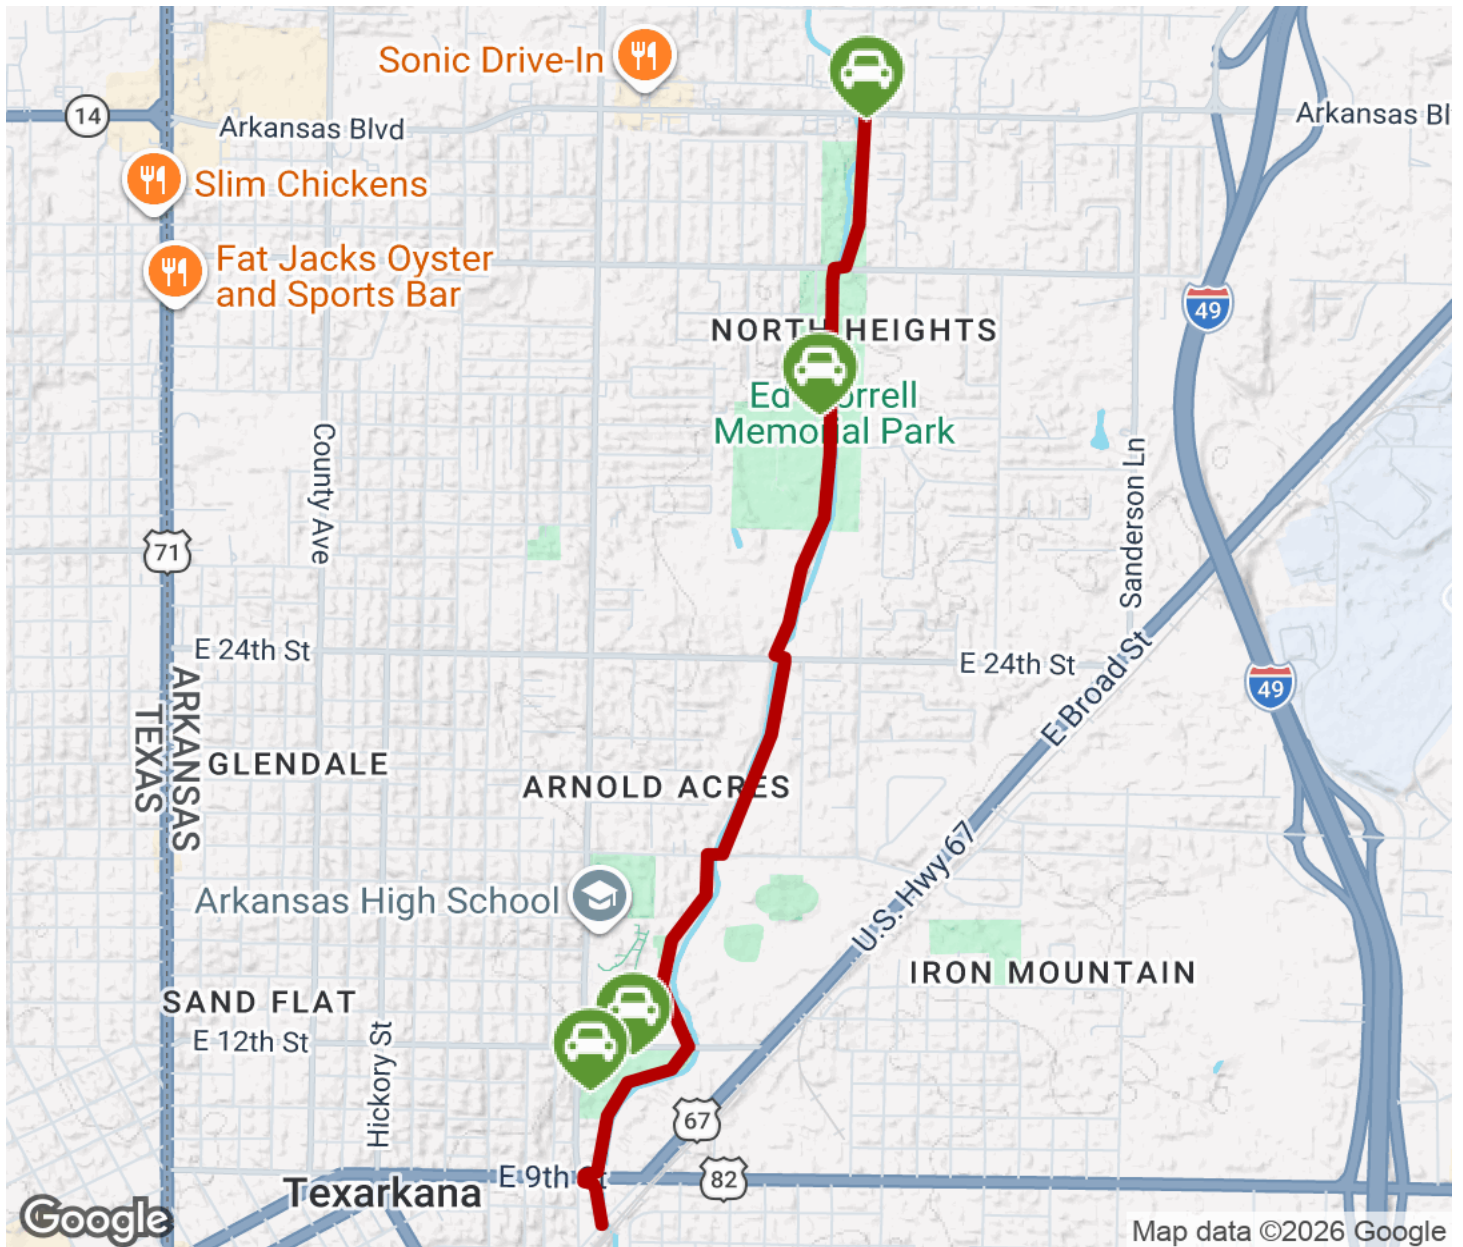 Sonic Drive-In
14
Arkansas Blvd
Arkansas Bl
Slim Chickens
Fat Jacks Oyster
and Sports Bar
49
NORTH HEIGHTS
Ed
orrell
Memorial Park
County Ave
Sanderson Ln
71
E 24th St
E 24th St
E Broad St
49
ARKANSAS
TEXAS
GLENDALE
ARNOLD ACRES
U.S. Hwy 67
Arkansas High School
IRON MOUNTAIN
SAND FLAT
E 12th St
Hickory St
67
E 9th
82
Texarkana
Google
Map data ©2026 Google